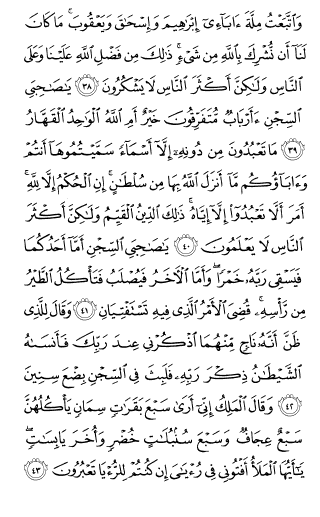 وَٱتَّبَعْتُ مِلَّةَ ءَابَآءِىٓ إِبْرَٰهِيمَ وَإِسْحَٰقَ وَيَعْقُوبَ ۚ مَا كَانَ
لَنَآ أَن نُّشْرِكَ بِٱللَّهِ مِن شَىْءٍ ۚ ذَٰلِكَ مِن فَضْلِ ٱللَّهِ عَلَيْنَا وَعَلَى
ٱلنَّاسِ وَلَٰكِنَّ أَكْثَرَ ٱلنَّاسِ لَا يَشْكُرُونَ ٣٨ يَٰصَىٰحِبَىِ
ٱلسِّجْنِ ءَأَرْبَابٌ مُّتَفَرِّقُونَ خَيْرٌ أَمِ ٱللَّهُ ٱلْوَٰحِدُ ٱلْقَهَّارُ
٣٩ مَا تَعْبُدُونَ مِن دُونِهِۦٓ إِلَّآ أَسْمَآءً سَمَّيْتُمُوهَآ أَنتُمْ
وَءَابَآؤُكُم مَّآ أَنزَلَ ٱللَّهُ بِهَا مِن سُلْطَٰنٍ ۚ إِنِ ٱلْحُكْمُ إِلَّا لِلَّهِ ۚ
أَمَرَ أَلَّا تَعْبُدُوٓا۟ إِلَّآ إِيَّاهُ ۚ ذَٰلِكَ ٱلدِّينُ ٱلْقَيِّمُ وَلَٰكِنَّ أَكْثَرَ
ٱلنَّاسِ لَا يَعْلَمُونَ ٤٠ يَٰصَىٰحِبَىِ ٱلسِّجْنِ أَمَّآ أَحَدُكُمَا
فَيَسْقِى رَبَّهُۥ خَمْرًا ۖ وَأَمَّا ٱلْءَاخَرُ فَيُصْلَبُ فَتَأْكُلُ ٱلطَّيْرُ
مِن رَّأْسِهِۦ ۚ قُضِىَ ٱلْأَمْرُ ٱلَّذِى فِيهِ تَسْتَفْتِيَانِ ٤١ وَقَالَ لِلَّذِى
ظَنَّ أَنَّهُۥ نَاجٍ مِّنْهُمَا ٱذْكُرْنِى عِندَ رَبِّكَ فَأَنسَىٰهُ
ٱلشَّيْطَٰنُ ذِكْرَ رَبِّهِۦ فَلَبِثَ فِى ٱلسِّجْنِ بِضْعَ سِنِينَ
٤٢ وَقَالَ ٱلْمَلِكُ إِنِّىٓ أَرَىٰ سَبْعَ بَقَرَٰتٍ سِمَانٍ يَأْكُلُهُنَّ
سَبْعٌ عِجَافٌ وَسَبْعَ سُنۢبُلَٰتٍ خُضْرٍ وَأُخَرَ يَابِسَٰتٍ ۖ
يَٰٓأَيُّهَا ٱلْمَلَأُ أَفْتُونِى فِى رُءْيَٰىَ إِن كُنتُمْ لِلرُّءْيَا تَعْبُرُونَ ٤٣